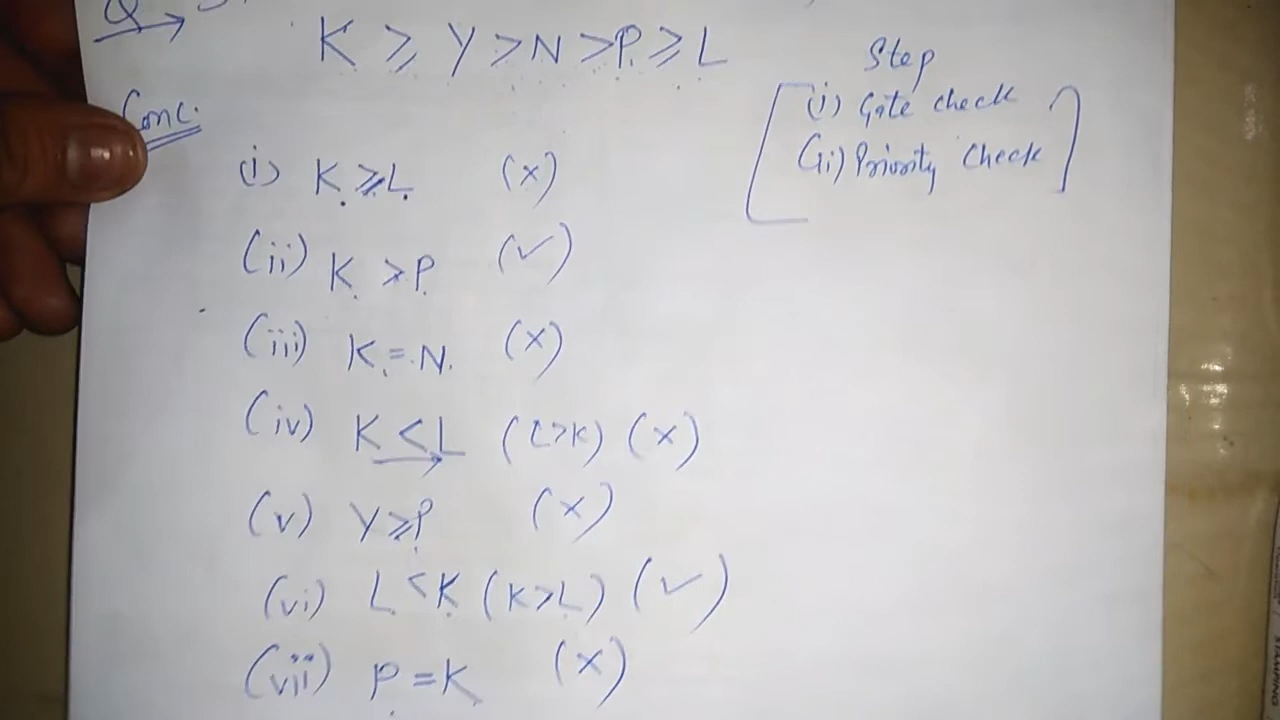 Q →
K ≥ Y > N > P ≥ L
Step
(i) Gate check
(ii) Priority Check
Conc.
(i) K ≥ L (×)
(ii) K > P (✓)
(iii) K = N (×)
(iv) K < L (L>K) (×)
(v) Y ≥ P (×)
(vi) L < K (K>L) (✓)
(vii) P = K (×)